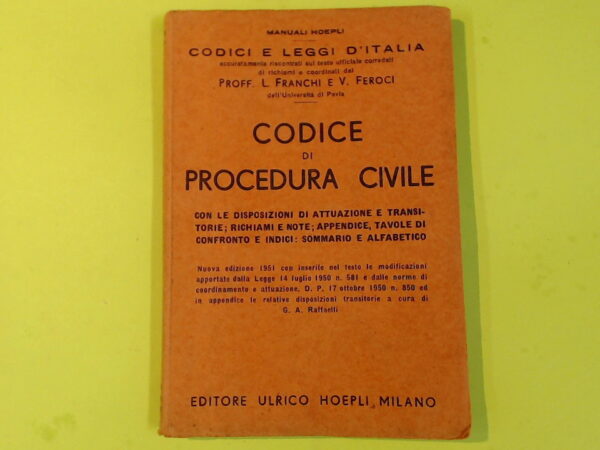 MANUALI HOEPLI
CODICI E LEGGI D'ITALIA
accuratamente riscontrati sul testo ufficiale corredati
di richiami e coordinati dai
PROFF. L. FRANCHI E V. FEROCI
dell'Università di Pavia
CODICE
DI
PROCEDURA CIVILE
CON LE DISPOSIZIONI DI ATTUAZIONE E TRANSI-
TORIE; RICHIAMI E NOTE; APPENDICE, TAVOLE DI
CONFRONTO E INDICI: SOMMARIO E ALFABETICO
Nuova edizione 1951 con inserite nel testo le modificazioni
apportate dalla Legge 14 luglio 1950 n. 581 e dalle norme di
coordinamento e attuazione, D. P. 17 ottobre 1950 n. 850 ed
in appendice le relative disposizioni transitorie a cura di
G. A. Raffaelli
EDITORE ULRICO HOEPLI, MILANO